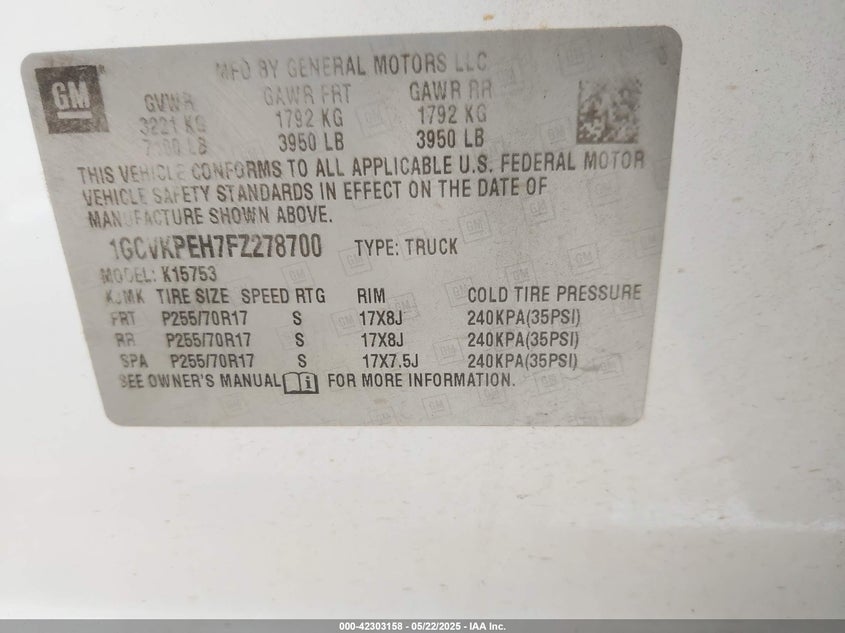 GM
MFD BY GENERAL MOTORS LLC
GVWR GAWR FRT GAWR RR
3221 KG 1792 KG 1792 KG
7100 LB 3950 LB 3950 LB
THIS VEHICLE CONFORMS TO ALL APPLICABLE U.S. FEDERAL MOTOR
VEHICLE SAFETY STANDARDS IN EFFECT ON THE DATE OF
MANUFACTURE SHOWN ABOVE.
1GCVKPEH7FZ278700 TYPE: TRUCK
MODEL: K15753
TIRE SIZE SPEED RTG RIM COLD TIRE PRESSURE
FRT P255/70R17 S 17X8J 240KPA(35PSI)
RR P255/70R17 S 17X8J 240KPA(35PSI)
SPA P255/70R17 S 17X7.5J 240KPA(35PSI)
SEE OWNER'S MANUAL FOR MORE INFORMATION.
000-42303158 - 05/22/2025 - IAA Inc.